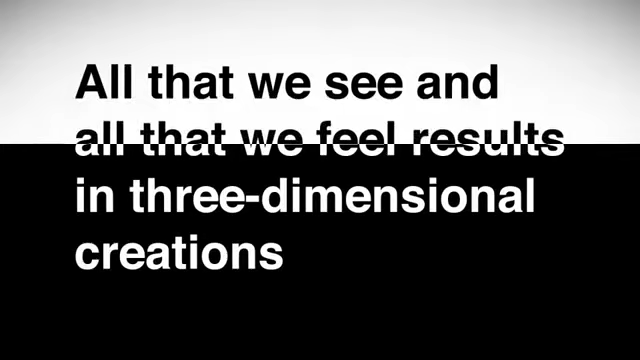 All that we see and
all that we feel results
in three-dimensional
creations